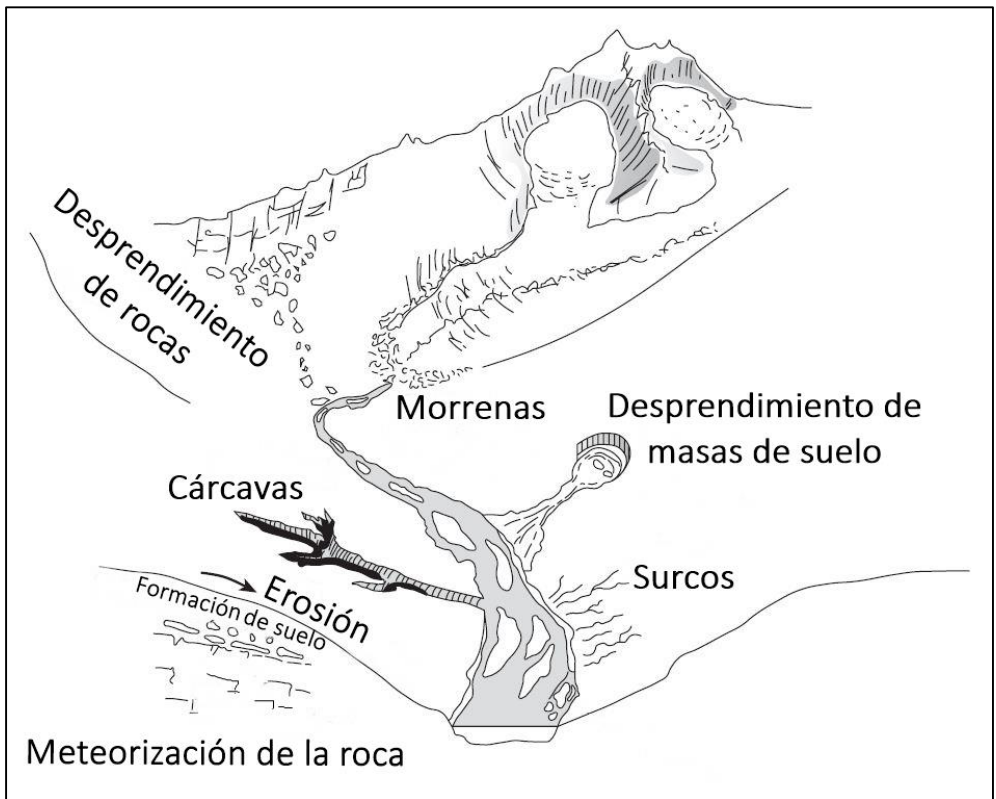 Desprendimiento
de rocas
Morrenas
Desprendimiento de
masas de suelo
Cárcavas
Surcos
Erosión
Formación de suelo
Meteorización de la roca